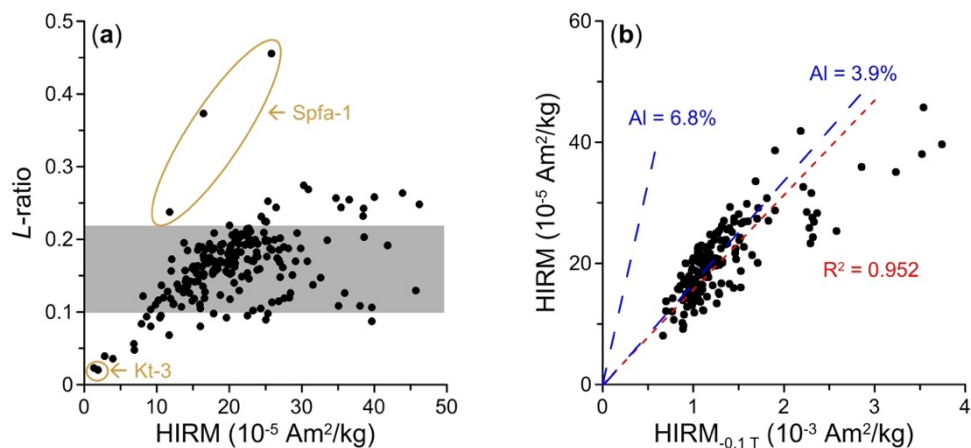 (a)
0.5
0.4
0.3
0.2
0.1
0
L-ratio
← Spfa-1
← Kt-3
0 10 20 30 40 50
HIRM (10⁻⁵ Am²/kg)
(b)
60
40
20
0
HIRM (10⁻⁵ Am²/kg)
Al = 3.9%
Al = 6.8%
R² = 0.952
0 1 2 3 4
HIRM₋₀.₁ T (10⁻³ Am²/kg)